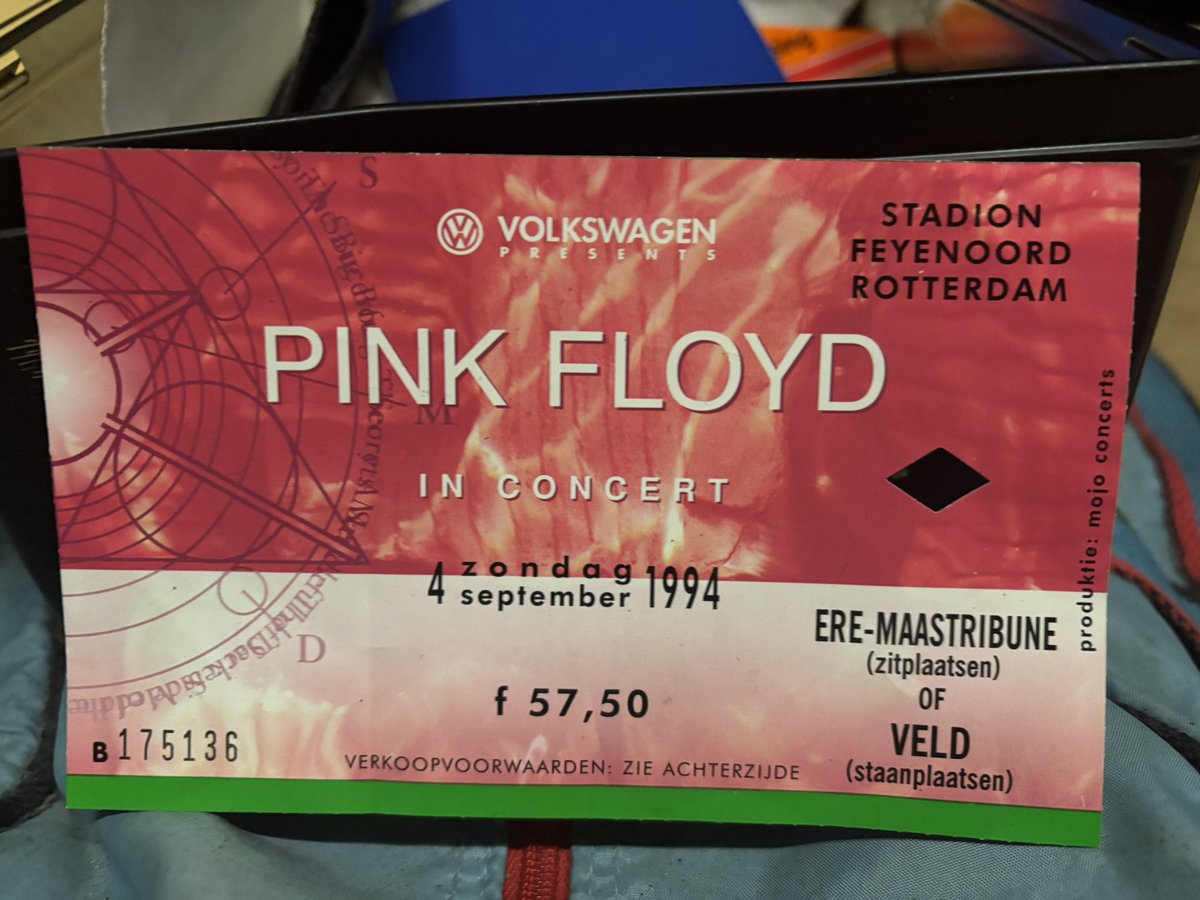 VOLKSWAGEN
PRESENTS
STADION
FEYENOORD
ROTTERDAM
PINK FLOYD
IN CONCERT
4 zondag september 1994
f 57,50
ERE-MAASTRIBUNE
(zitplaatsen)
OF
VELD
(staanplaatsen)
produktie: mojo concerts
B 175136
VERKOOPVOORWAARDEN: ZIE ACHTERZIJDE
S
M
D